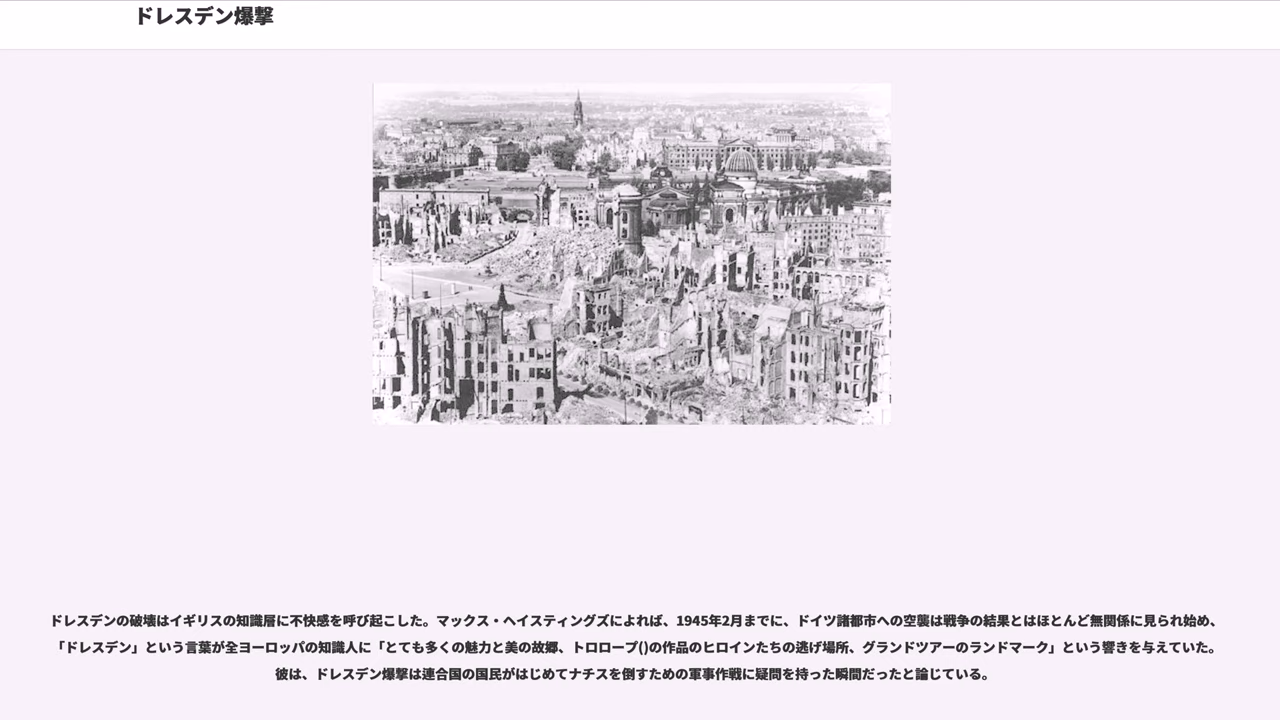 ドレスデン爆撃
ドレスデンの破壊はイギリスの知識層に不快感を呼び起こした。マックス・ヘイスティングズによれば、1945年2月までに、ドイツ諸都市への空襲は戦争の結果とはほとんど無関係に見られ始め、
「ドレスデン」という言葉が全ヨーロッパの知識人に「とても多くの魅力と美の故郷、トロロープ()の作品のヒロインたちの逃げ場所、グランドツアーのランドマーク」という響きを与えていた。
彼は、ドレスデン爆撃は連合国の国民がはじめてナチスを倒すための軍事作戦に疑問を持った瞬間だったと論じている。